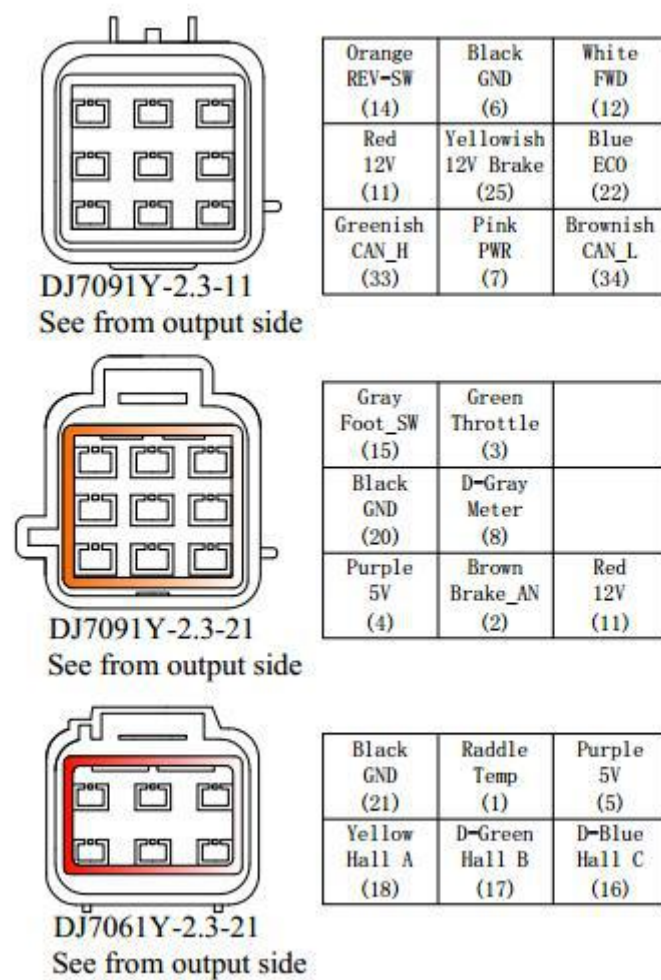 Orange Black White
REV-SW GND FWD
(14) (6) (12)
Red Yellowish Blue
12V 12V Brake ECO
(11) (25) (22)
Greenish Pink Brownish
CAN_H PWR CAN_L
(33) (7) (34)
DJ7091Y-2.3-11
See from output side
Gray Green
Foot_SW Throttle
(15) (3)
Black D-Gray
GND Meter
(20) (8)
Purple Brown Red
5V Brake_AN 12V
(4) (2) (11)
DJ7091Y-2.3-21
See from output side
Black Raddle Purple
GND Temp 5V
(21) (1) (5)
Yellow D-Green D-Blue
Hall A Hall B Hall C
(18) (17) (16)
DJ7061Y-2.3-21
See from output side